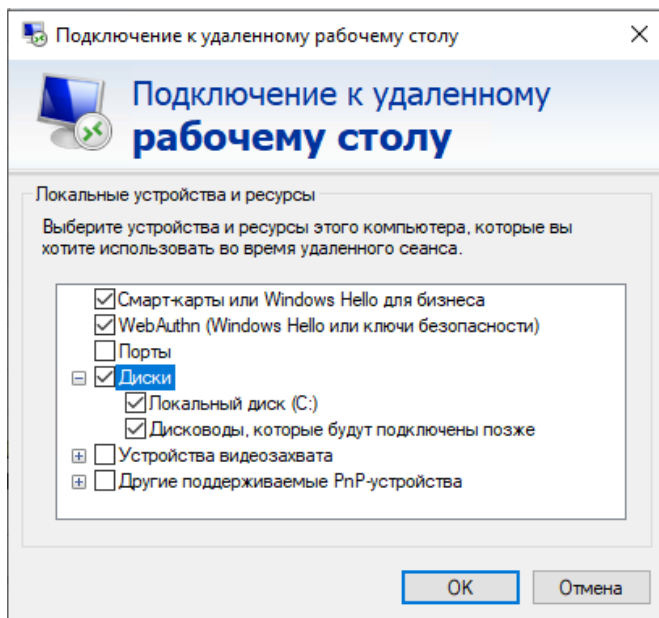 Подключение к удаленному рабочему столу
Подключение к удаленному
рабочему столу
Локальные устройства и ресурсы
Выберите устройства и ресурсы этого компьютера, которые вы
хотите использовать во время удаленного сеанса.
Смарт-карты или Windows Hello для бизнеса
WebAuthn (Windows Hello или ключи безопасности)
Порты
Диски
Локальный диск (C:)
Дисководы, которые будут подключены позже
Устройства видеозахвата
Другие поддерживаемые PnP-устройства
OK Отмена